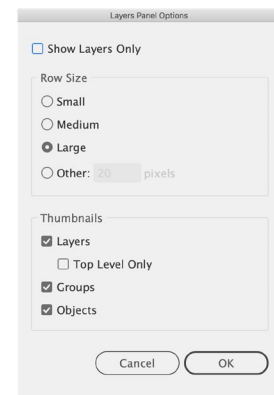 Layers Panel Options
Show Layers Only
Row Size
Small
Medium
Large
Other: 20 pixels
Thumbnails
Layers
Top Level Only
Groups
Objects
Cancel OK